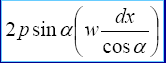 2p sin α ( w dx / cos α )